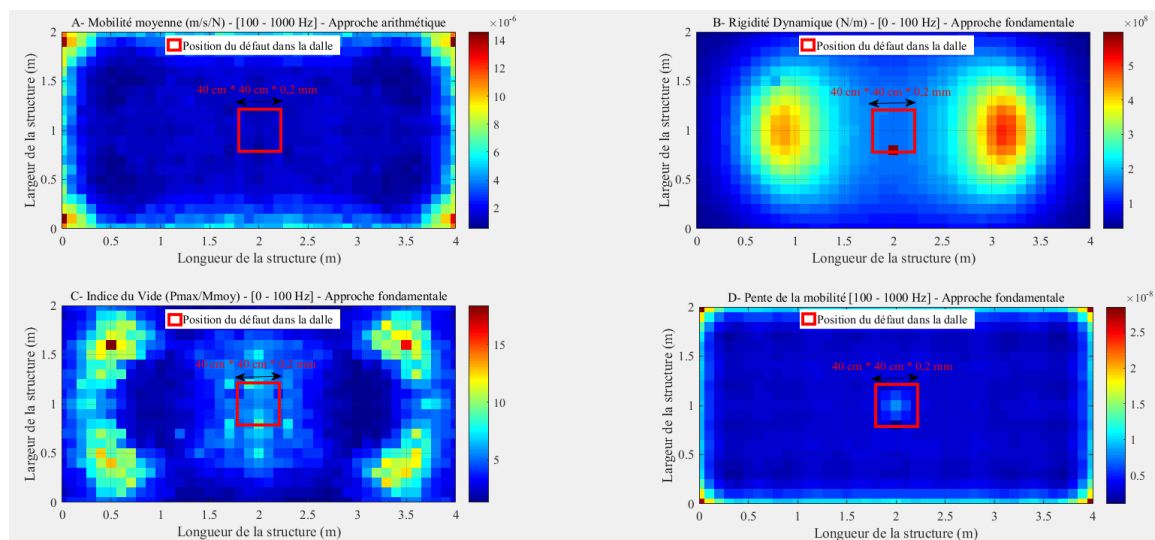 A- Mobilité moyenne (m/s/N) - [100 - 1000 Hz] - Approche arithmétique
×10^-6
Position du défaut dans la dalle
40 cm * 40 cm * 0,2 mm
Largeur de la structure (m)
2
1.5
1
0.5
0
0 0.5 1 1.5 2 2.5 3 3.5 4
Longueur de la structure (m)
14
12
10
8
6
4
2
B- Rigidité Dynamique (N/m) - [0 - 100 Hz] - Approche fondamentale
×10^8
Position du défaut dans la dalle
40 cm * 40 cm * 0,2 mm
Largeur de la structure (m)
2
1.5
1
0.5
0
0 0.5 1 1.5 2 2.5 3 3.5 4
Longueur de la structure (m)
5
4
3
2
1
C- Indice du Vide (Pmax/Mmoy) - [0 - 100 Hz] - Approche fondamentale
Position du défaut dans la dalle
40 cm * 40 cm * 0,2 mm
Largeur de la structure (m)
2
1.5
1
0.5
0
0 0.5 1 1.5 2 2.5 3 3.5 4
Longueur de la structure (m)
15
10
5
D- Pente de la mobilité [100 - 1000 Hz] - Approche fondamentale
×10^-8
Position du défaut dans la dalle
40 cm * 40 cm * 0,2 mm
Largeur de la structure (m)
2
1.5
1
0.5
0
0 0.5 1 1.5 2 2.5 3 3.5 4
Longueur de la structure (m)
2.5
2
1.5
1
0.5